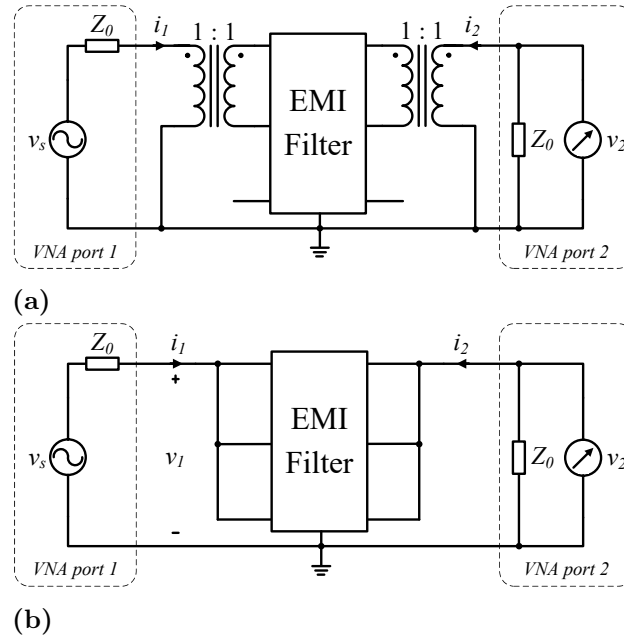 Z0 i1 1 : 1 1 : 1 i2
EMI
Filter
vs Z0 v2
VNA port 1 VNA port 2
(a)
Z0 i1 i2
+
EMI
Filter
vs v1 Z0 v2
-
VNA port 1 VNA port 2
(b)